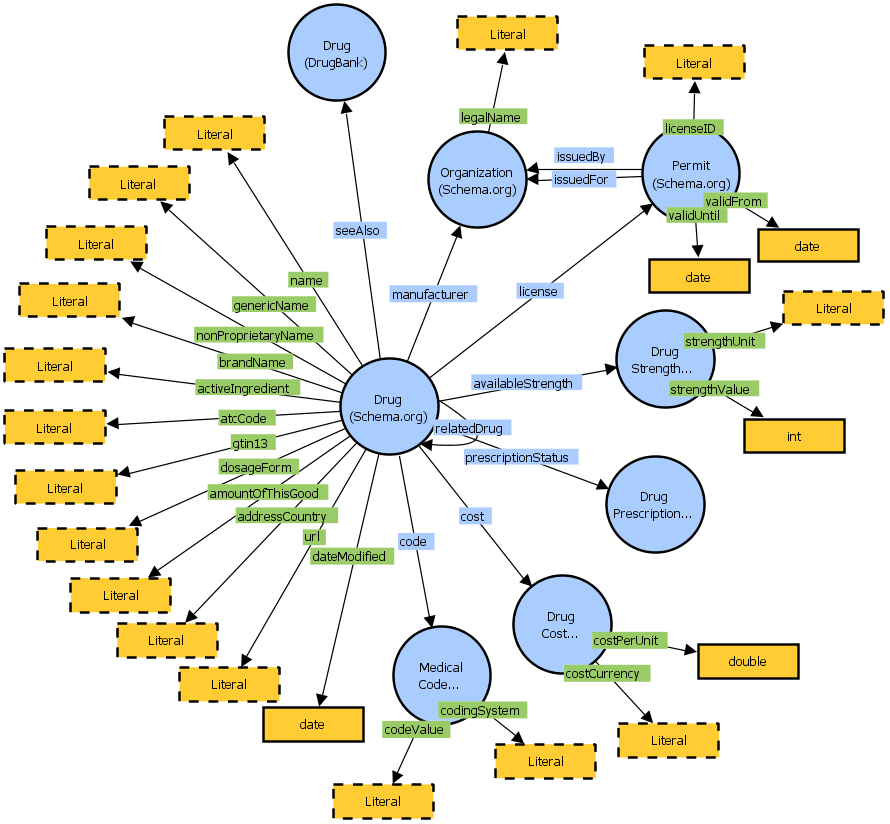 Drug
(DrugBank)
Literal
Literal
legalName
licenseID
Literal
Organization
(Schema.org)
issuedBy
issuedFor
Permit
(Schema.org)
validFrom
validUntil
date
date
Literal
Literal
Literal
seeAlso
name
genericName
nonProprietaryName
brandName
activeIngredient
manufacturer
license
Literal
strengthUnit
Drug
Strength...
strengthValue
int
Literal
Drug
(Schema.org)
availableStrength
relatedDrug
prescriptionStatus
Drug
Prescription...
atcCode
Literal
gtin13
Literal
dosageForm
Literal
amountOfThisGood
Literal
addressCountry
Literal
url
Literal
dateModified
date
code
cost
Drug
Cost...
costPerUnit
double
costCurrency
Literal
Medical
Code...
codingSystem
Literal
codeValue
Literal